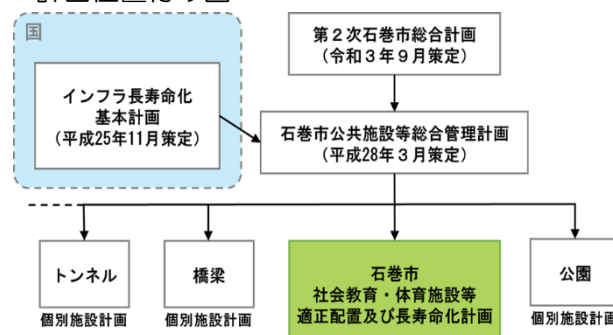 国
インフラ長寿命化
基本計画
(平成25年11月策定)
第2次石巻市総合計画
(令和3年9月策定)
石巻市公共施設等総合管理計画
(平成28年3月策定)
トンネル
個別施設計画
橋梁
個別施設計画
石巻市
社会教育・体育施設等
適正配置及び長寿命化計画
公園
個別施設計画